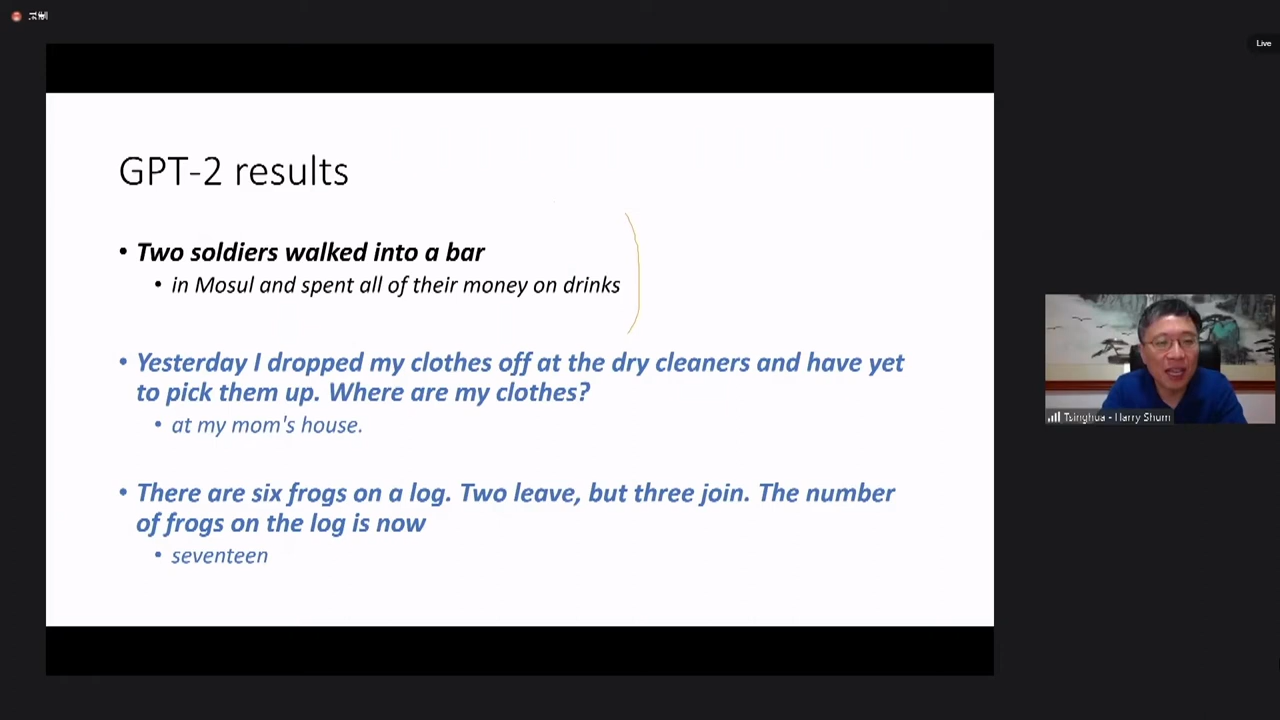 Live
GPT-2 results
• Two soldiers walked into a bar
• in Mosul and spent all of their money on drinks
• Yesterday I dropped my clothes off at the dry cleaners and have yet
to pick them up. Where are my clothes?
• at my mom's house.
• There are six frogs on a log. Two leave, but three join. The number
of frogs on the log is now
• seventeen
Tsinghua - Harry Shum